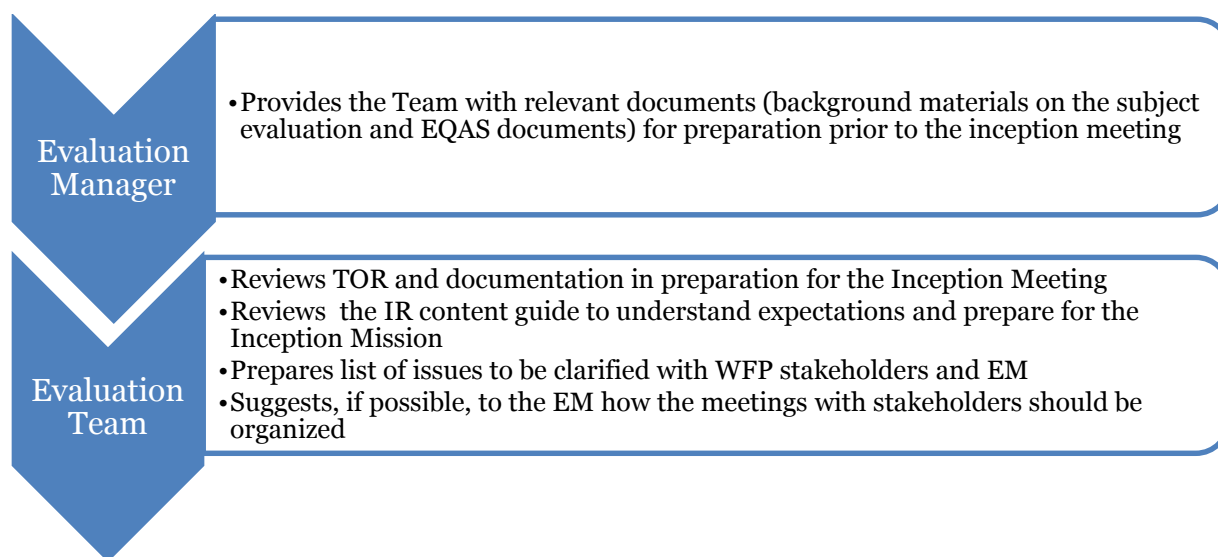 Evaluation
Manager
•Provides the Team with relevant documents (background materials on the subject
evaluation and EQAS documents) for preparation prior to the inception meeting
Evaluation
Team
•Reviews TOR and documentation in preparation for the Inception Meeting
•Reviews the IR content guide to understand expectations and prepare for the
Inception Mission
•Prepares list of issues to be clarified with WFP stakeholders and EM
•Suggests, if possible, to the EM how the meetings with stakeholders should be
organized